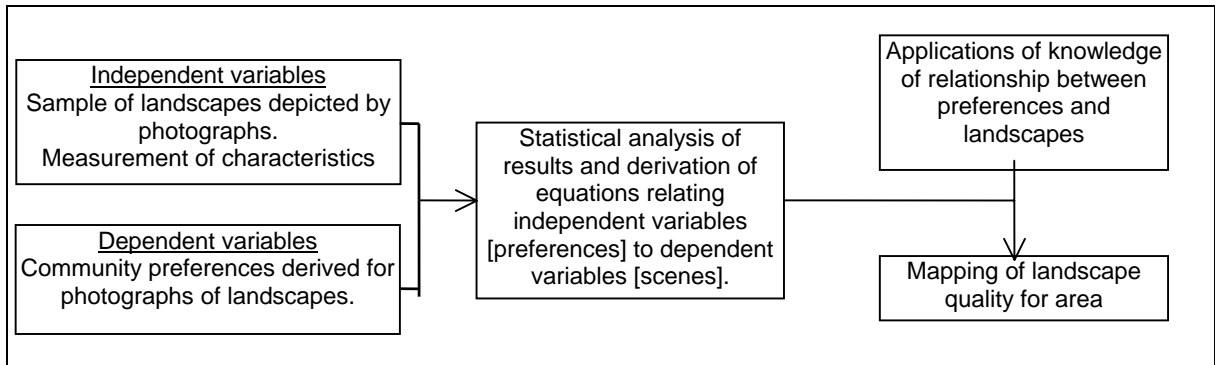 Independent variables
Sample of landscapes depicted by
photographs.
Measurement of characteristics
Dependent variables
Community preferences derived for
photographs of landscapes.
Statistical analysis of
results and derivation of
equations relating
independent variables
[preferences] to dependent
variables [scenes].
Applications of knowledge
of relationship between
preferences and
landscapes
Mapping of landscape
quality for area